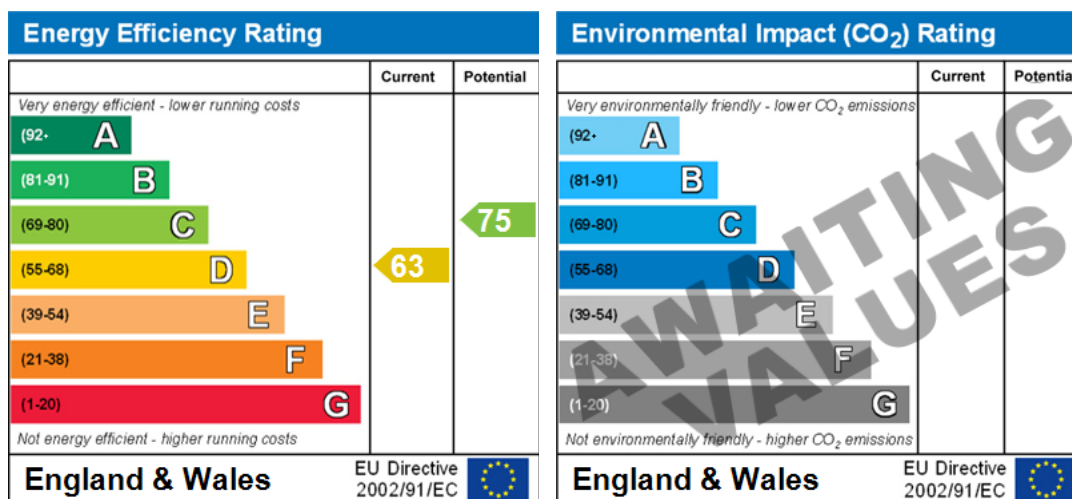 Energy Efficiency Rating
Current Potential
Very energy efficient - lower running costs
(92+ A
(81-91) B
(69-80) C
75
(55-68) D
63
(39-54) E
(21-38) F
(1-20) G
Not energy efficient - higher running costs
England & Wales
EU Directive
2002/91/EC
Environmental Impact (CO₂) Rating
Current Potentia
Very environmentally friendly - lower CO₂ emissions
(92+ A
(81-91) B
(69-80) C
(55-68) D
(39-54) E
(21-38) F
(1-20) G
AWAITING
VALUES
Not environmentally friendly - higher CO₂ emissions
England & Wales
EU Directive
2002/91/EC